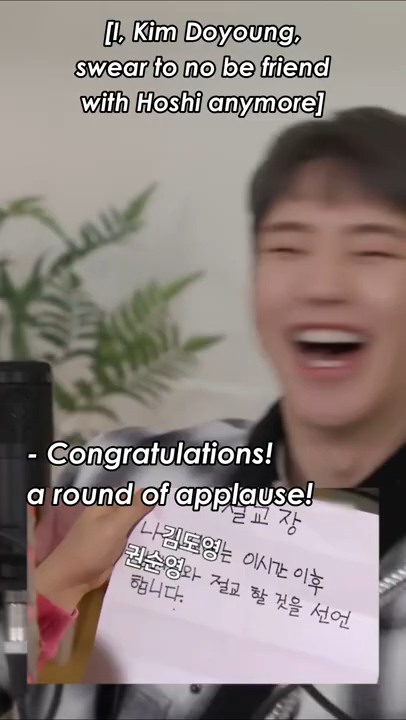 [I, Kim Doyoung,
swear to no be friend
with Hoshi anymore]
- Congratulations!
a round of applause!
절교 장
나 김도영는 이시간 이후
권순영와 절교 할 것을 선언
합니다.